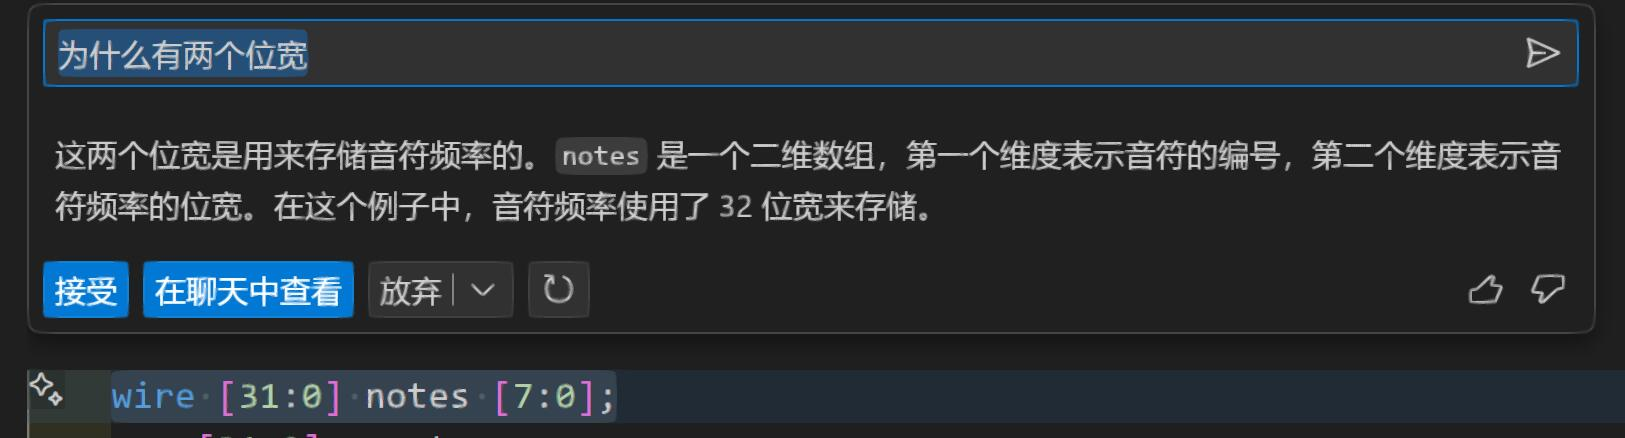 为什么有两个位宽
这两个位宽是用来存储音符频率的。notes 是一个二维数组，第一个维度表示音符的编号，第二个维度表示音
符频率的位宽。在这个例子中，音符频率使用了 32 位宽来存储。
接受 在聊天中查看 放弃
wire [31:0] notes [7:0];